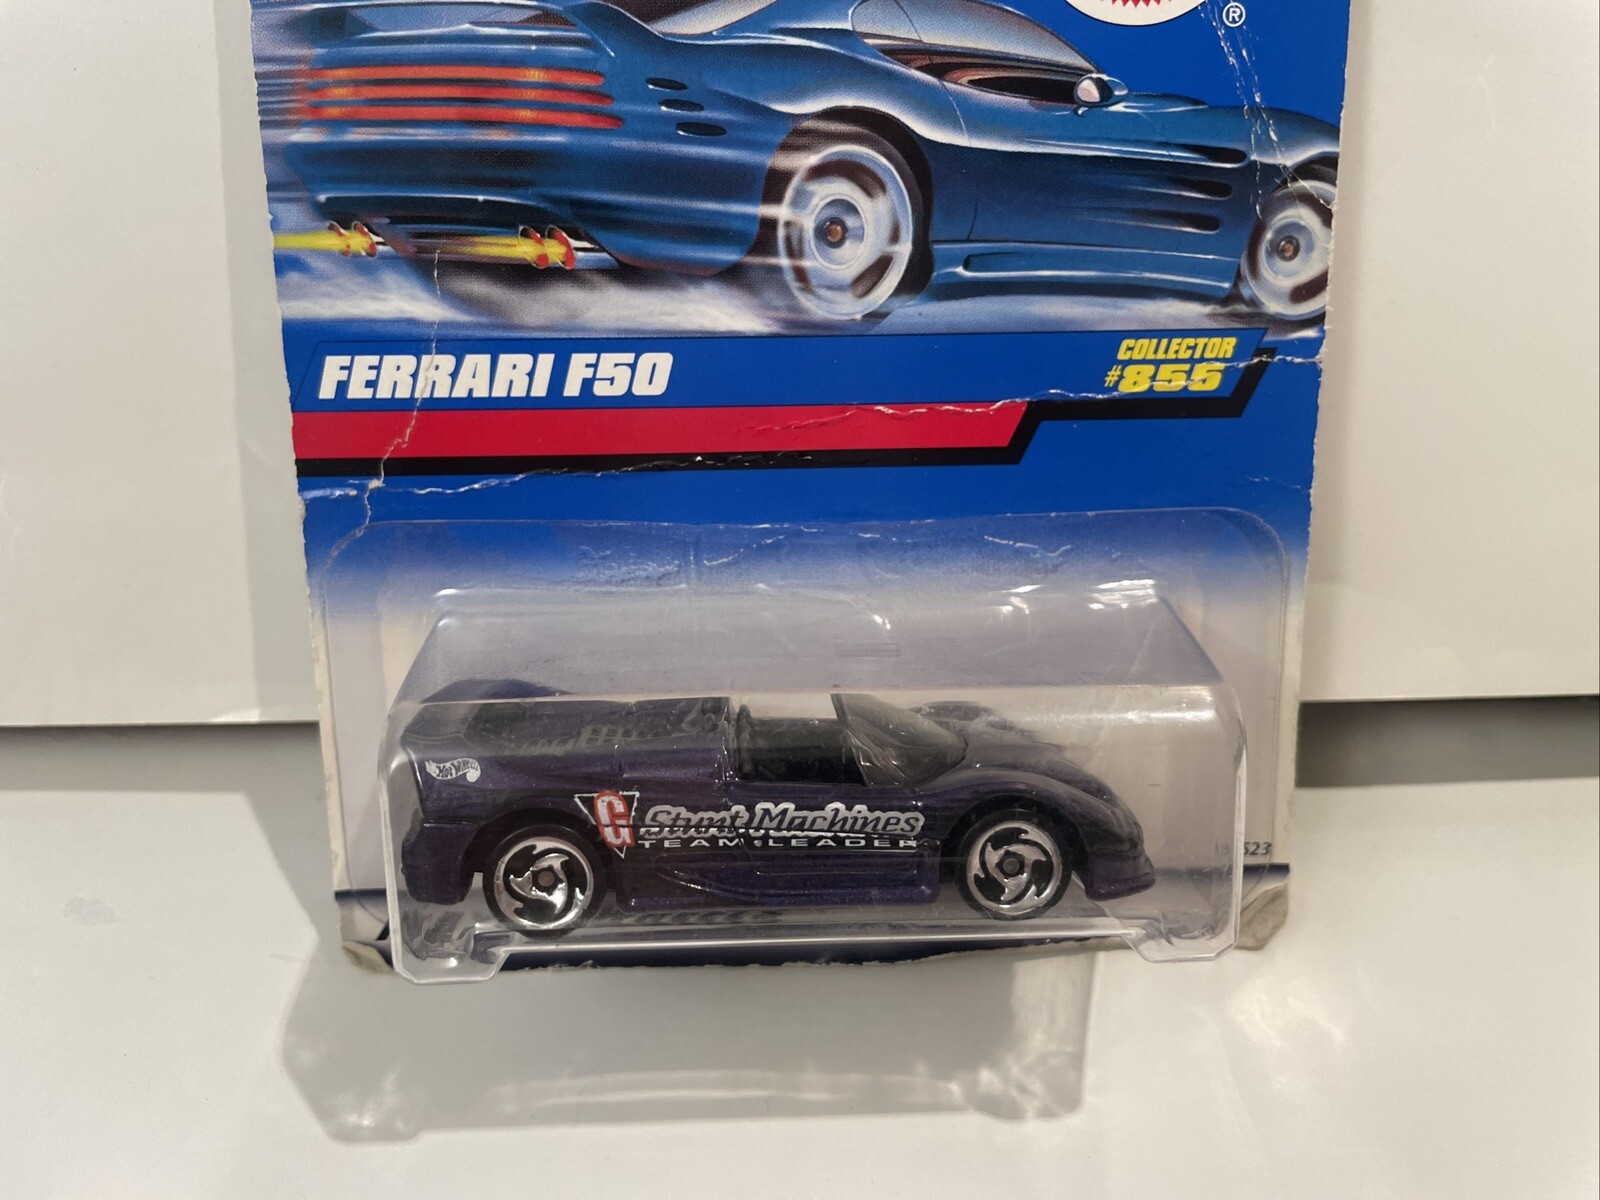 ®
FERRARI F50
COLLECTOR
#855
Hot Wheels
G Stunt Machines
TEAM LEADER